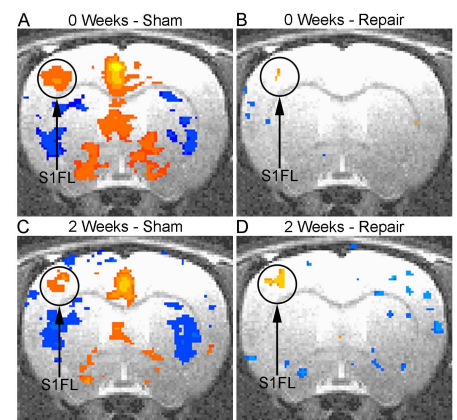 A 0 Weeks - Sham
B 0 Weeks - Repair
S1FL
S1FL
C 2 Weeks - Sham
D 2 Weeks - Repair
S1FL
S1FL